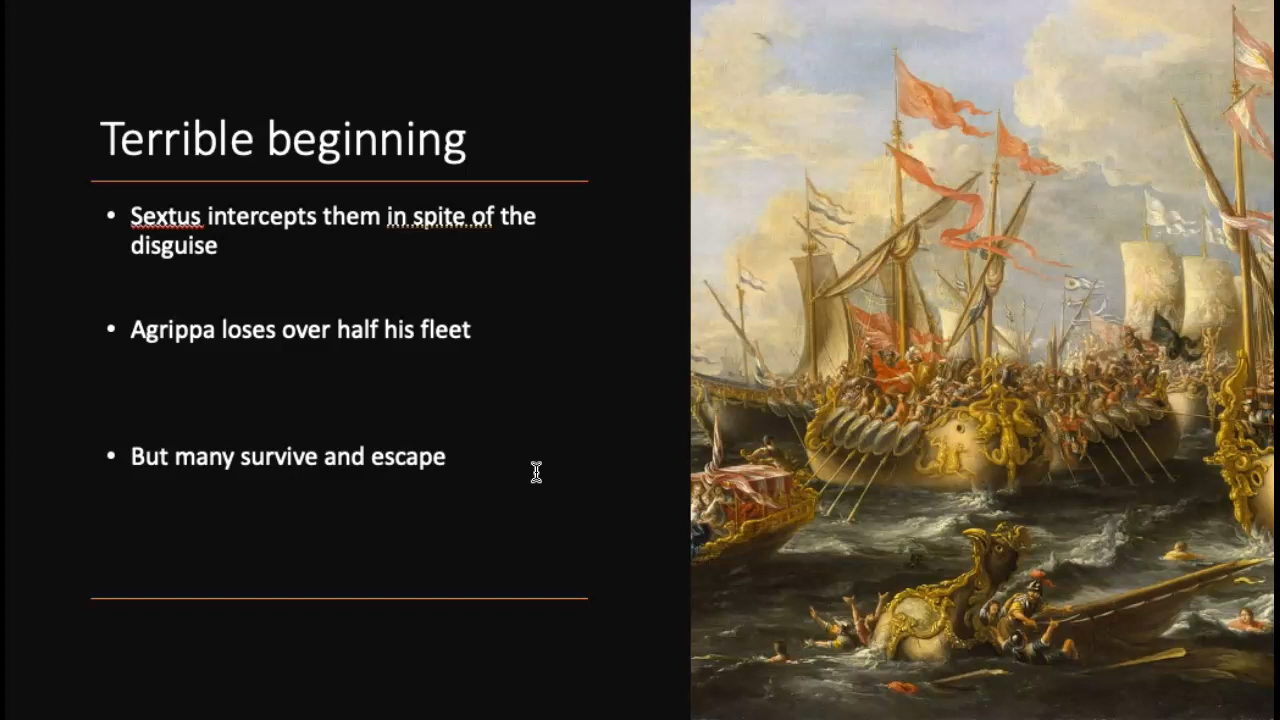 Terrible beginning
• Sextus intercepts them in spite of the
disguise
• Agrippa loses over half his fleet
• But many survive and escape